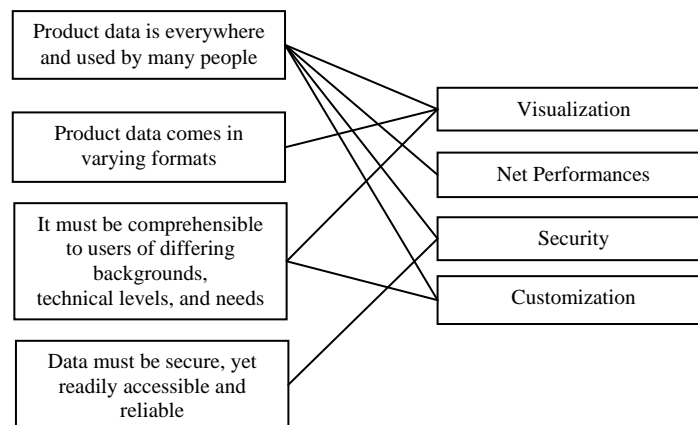 Product data is everywhere
and used by many people
Product data comes in
varying formats
It must be comprehensible
to users of differing
backgrounds,
technical levels, and needs
Data must be secure, yet
readily accessible and
reliable
Visualization
Net Performances
Security
Customization